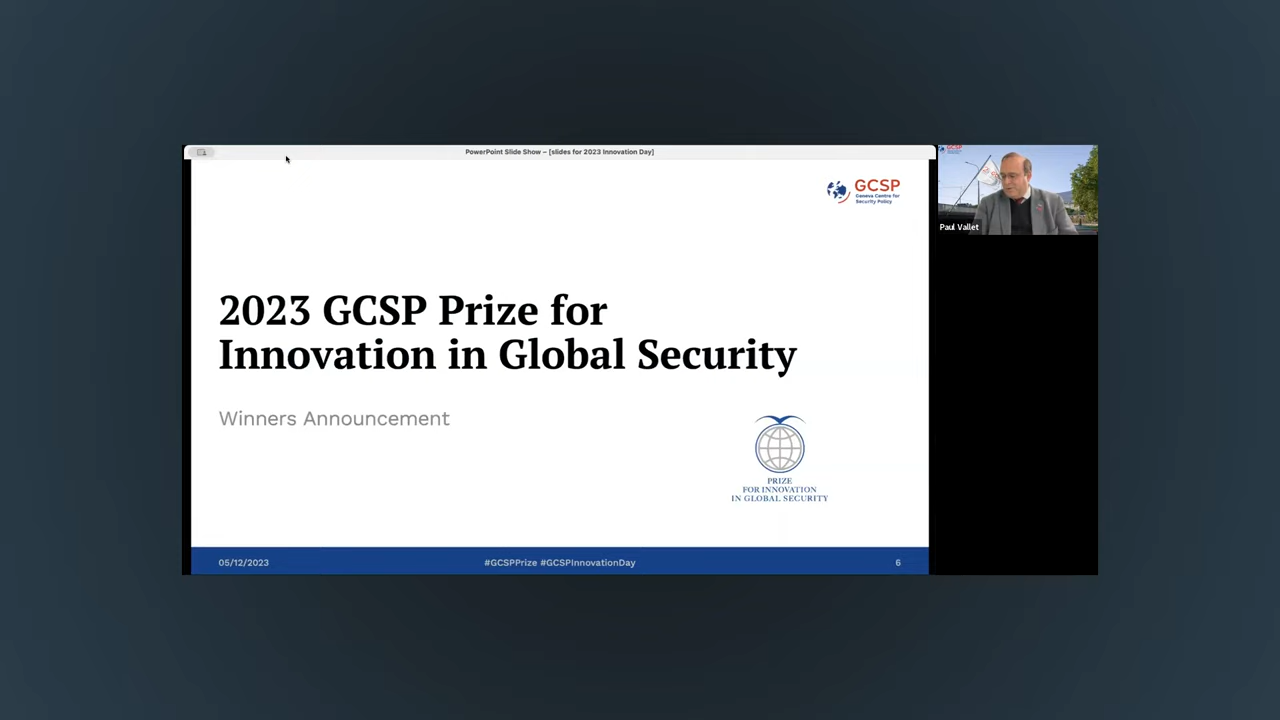 PowerPoint Slide Show – [slides for 2023 Innovation Day]
GCSP
Geneva Centre for
Security Policy
2023 GCSP Prize for
Innovation in Global Security
Winners Announcement
PRIZE
FOR INNOVATION
IN GLOBAL SECURITY
05/12/2023
#GCSPPrize #GCSPInnovationDay
6
GCSP
Paul Vallet